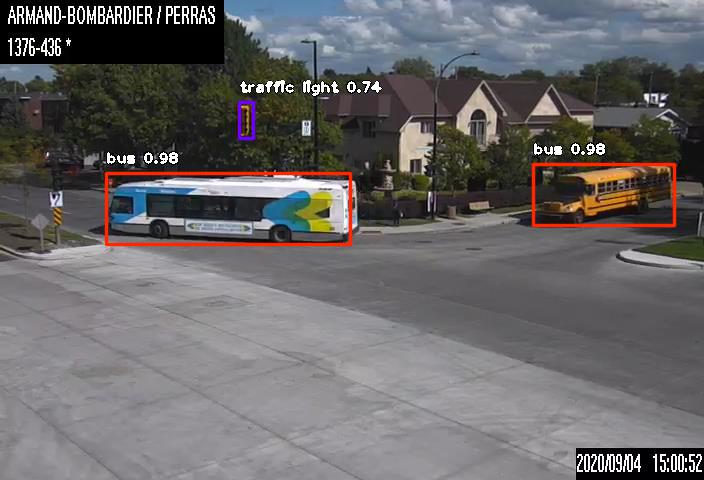 ARMAND-BOMBARDIER / PERRAS
1376-436 *
traffic light 0.74
bus 0.98
bus 0.98
2020/09/04 15:00:52